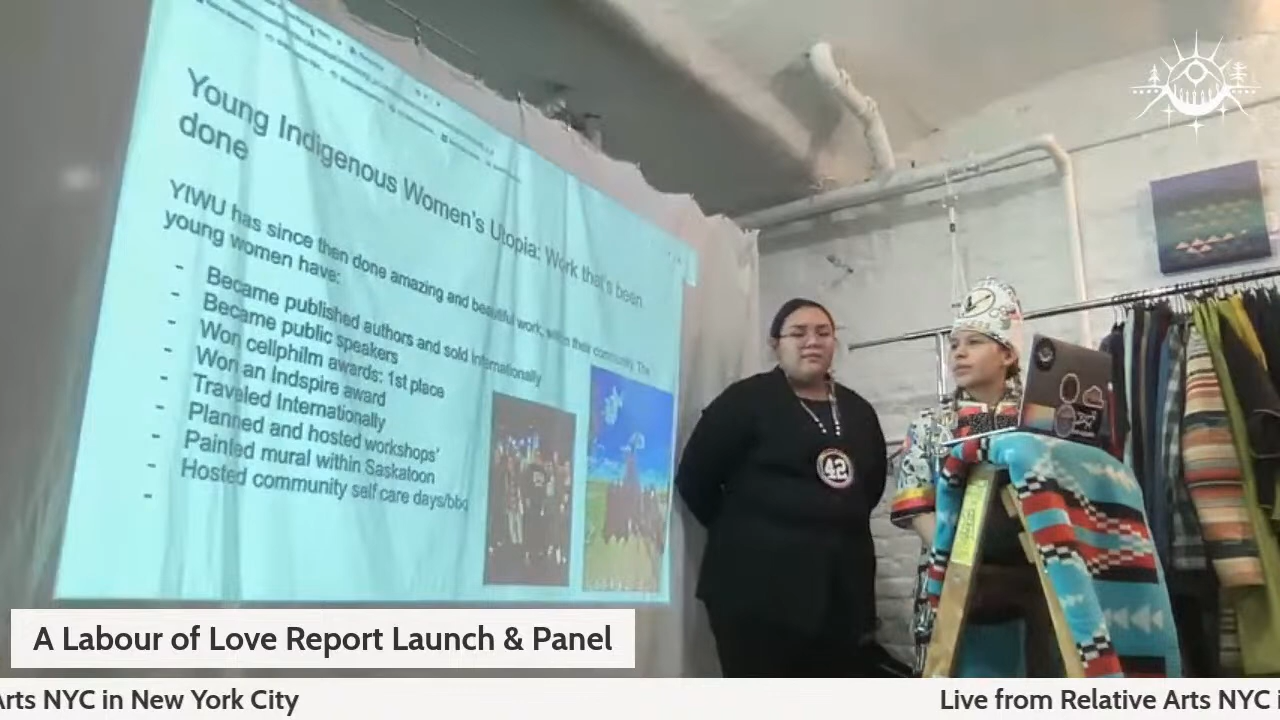 Young Indigenous Women's Utopia: Work that's been
done
YIWU has since then done amazing and beautiful work, within their community. The
young women have:
- Became published authors and sold internationally
- Became public speakers
- Won cellphilm awards: 1st place
- Won an Indspire award
- Traveled Internationally
- Planned and hosted workshops'
- Painted mural within Saskatoon
- Hosted community self care days/bbq
-
42
A Labour of Love Report Launch & Panel
Arts NYC in New York City
Live from Relative Arts NYC i